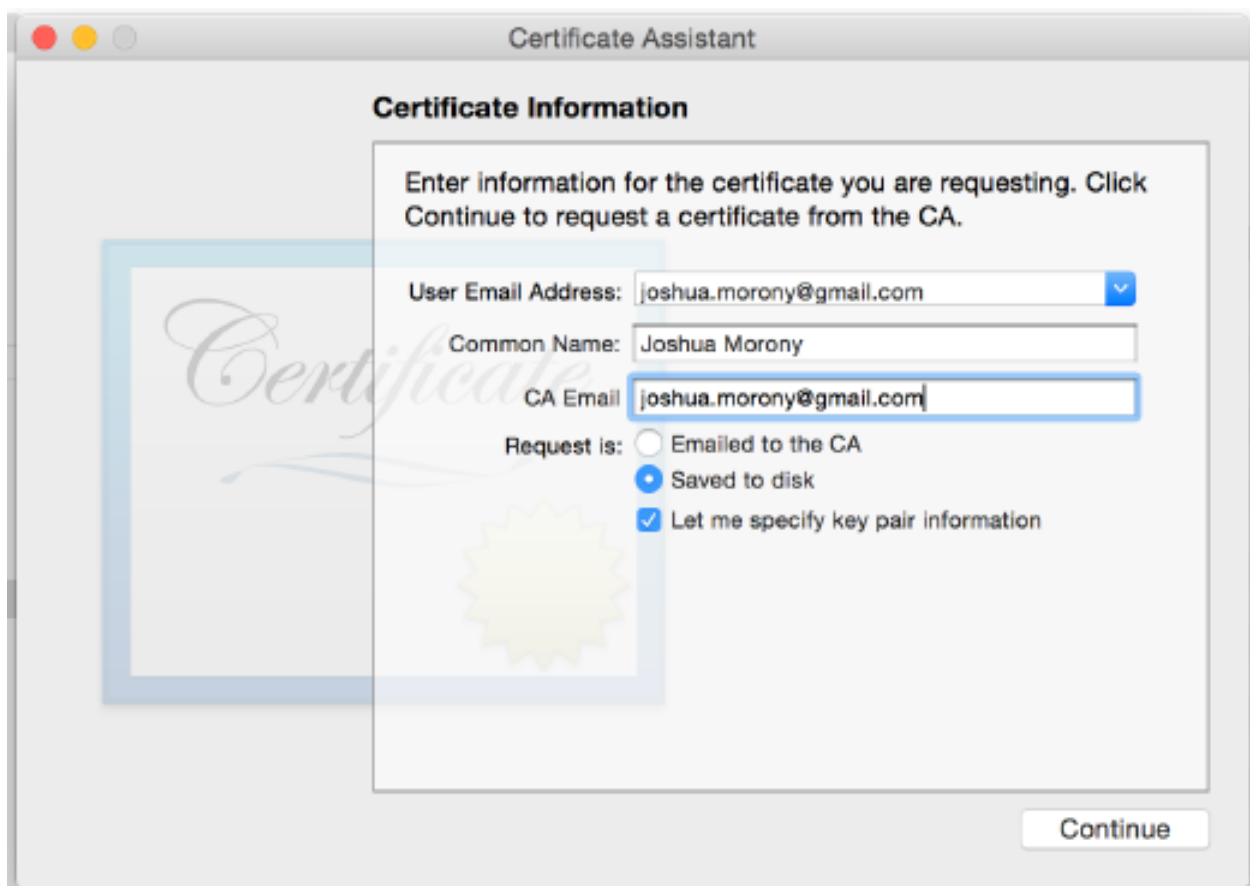 Certificate Assistant
Certificate Information
Enter information for the certificate you are requesting. Click
Continue to request a certificate from the CA.
Certificate
User Email Address: joshua.morony@gmail.com
Common Name: Joshua Morony
CA Email joshua.morony@gmail.com
Request is: Emailed to the CA
Saved to disk
Let me specify key pair information
Continue